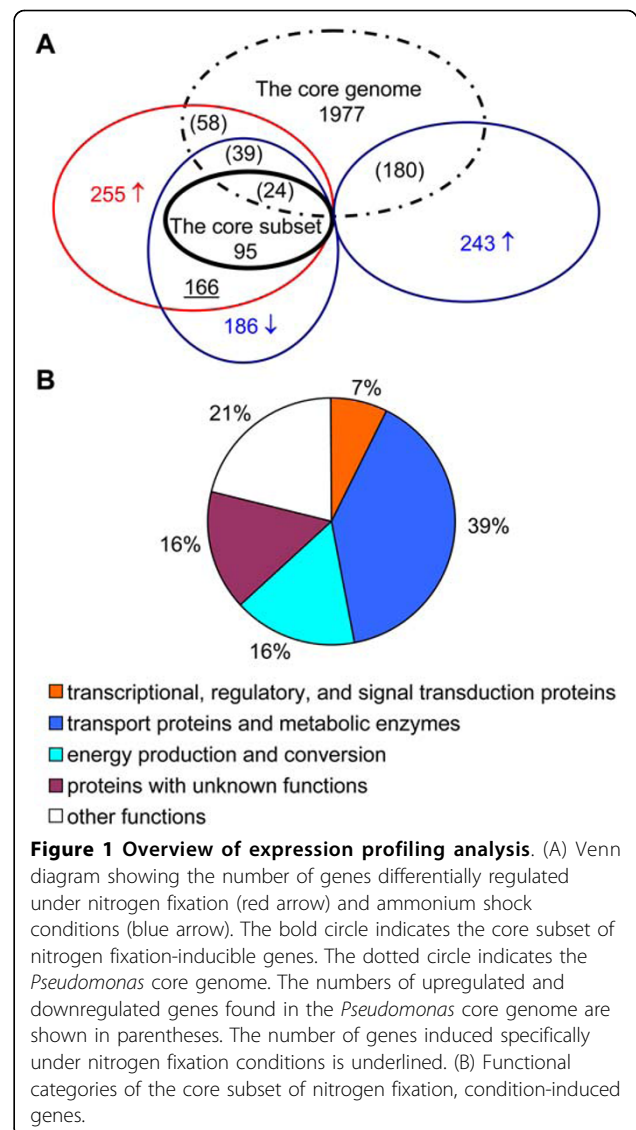 A
The core genome
1977
(58)
(39)
(180)
(24)
255 ↑
The core subset
95
243 ↑
166
186 ↓
B
7%
21%
39%
16%
16%
transcriptional, regulatory, and signal transduction proteins
transport proteins and metabolic enzymes
energy production and conversion
proteins with unknown functions
other functions
Figure 1 Overview of expression profiling analysis. (A) Venn
diagram showing the number of genes differentially regulated
under nitrogen fixation (red arrow) and ammonium shock
conditions (blue arrow). The bold circle indicates the core subset of
nitrogen fixation-inducible genes. The dotted circle indicates the
Pseudomonas core genome. The numbers of upregulated and
downregulated genes found in the Pseudomonas core genome are
shown in parentheses. The number of genes induced specifically
under nitrogen fixation conditions is underlined. (B) Functional
categories of the core subset of nitrogen fixation, condition-induced
genes.